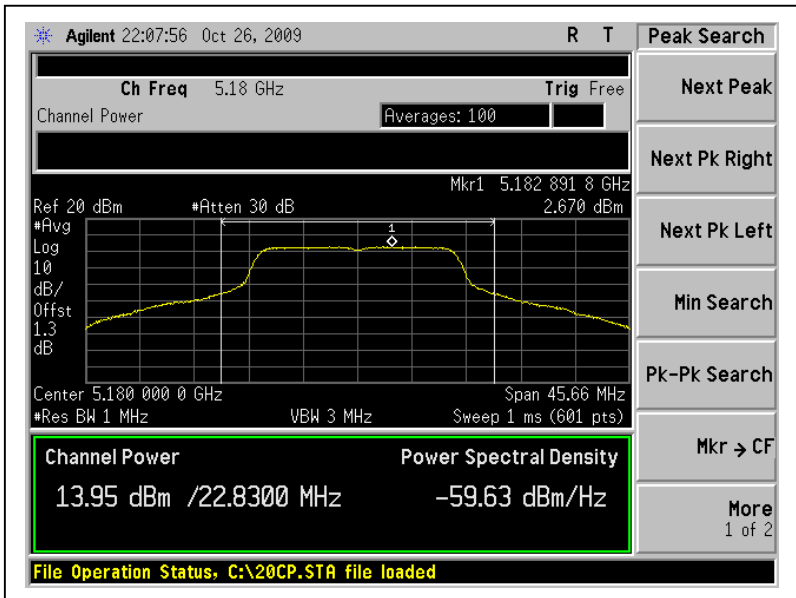 Agilent 22:07:56 Oct 26, 2009 R T
Peak Search
Ch Freq 5.18 GHz Trig Free
Channel Power Averages: 100
Mkr1 5.182 891 8 GHz
Ref 20 dBm #Atten 30 dB 2.670 dBm
#Avg
Log
10
dB/
Offst
1.3
dB
1
Center 5.180 000 0 GHz Span 45.66 MHz
#Res BW 1 MHz VBW 3 MHz Sweep 1 ms (601 pts)
Channel Power Power Spectral Density
13.95 dBm /22.8300 MHz -59.63 dBm/Hz
File Operation Status, C:\20CP.STA file loaded
Next Peak
Next Pk Right
Next Pk Left
Min Search
Pk-Pk Search
Mkr → CF
More
1 of 2